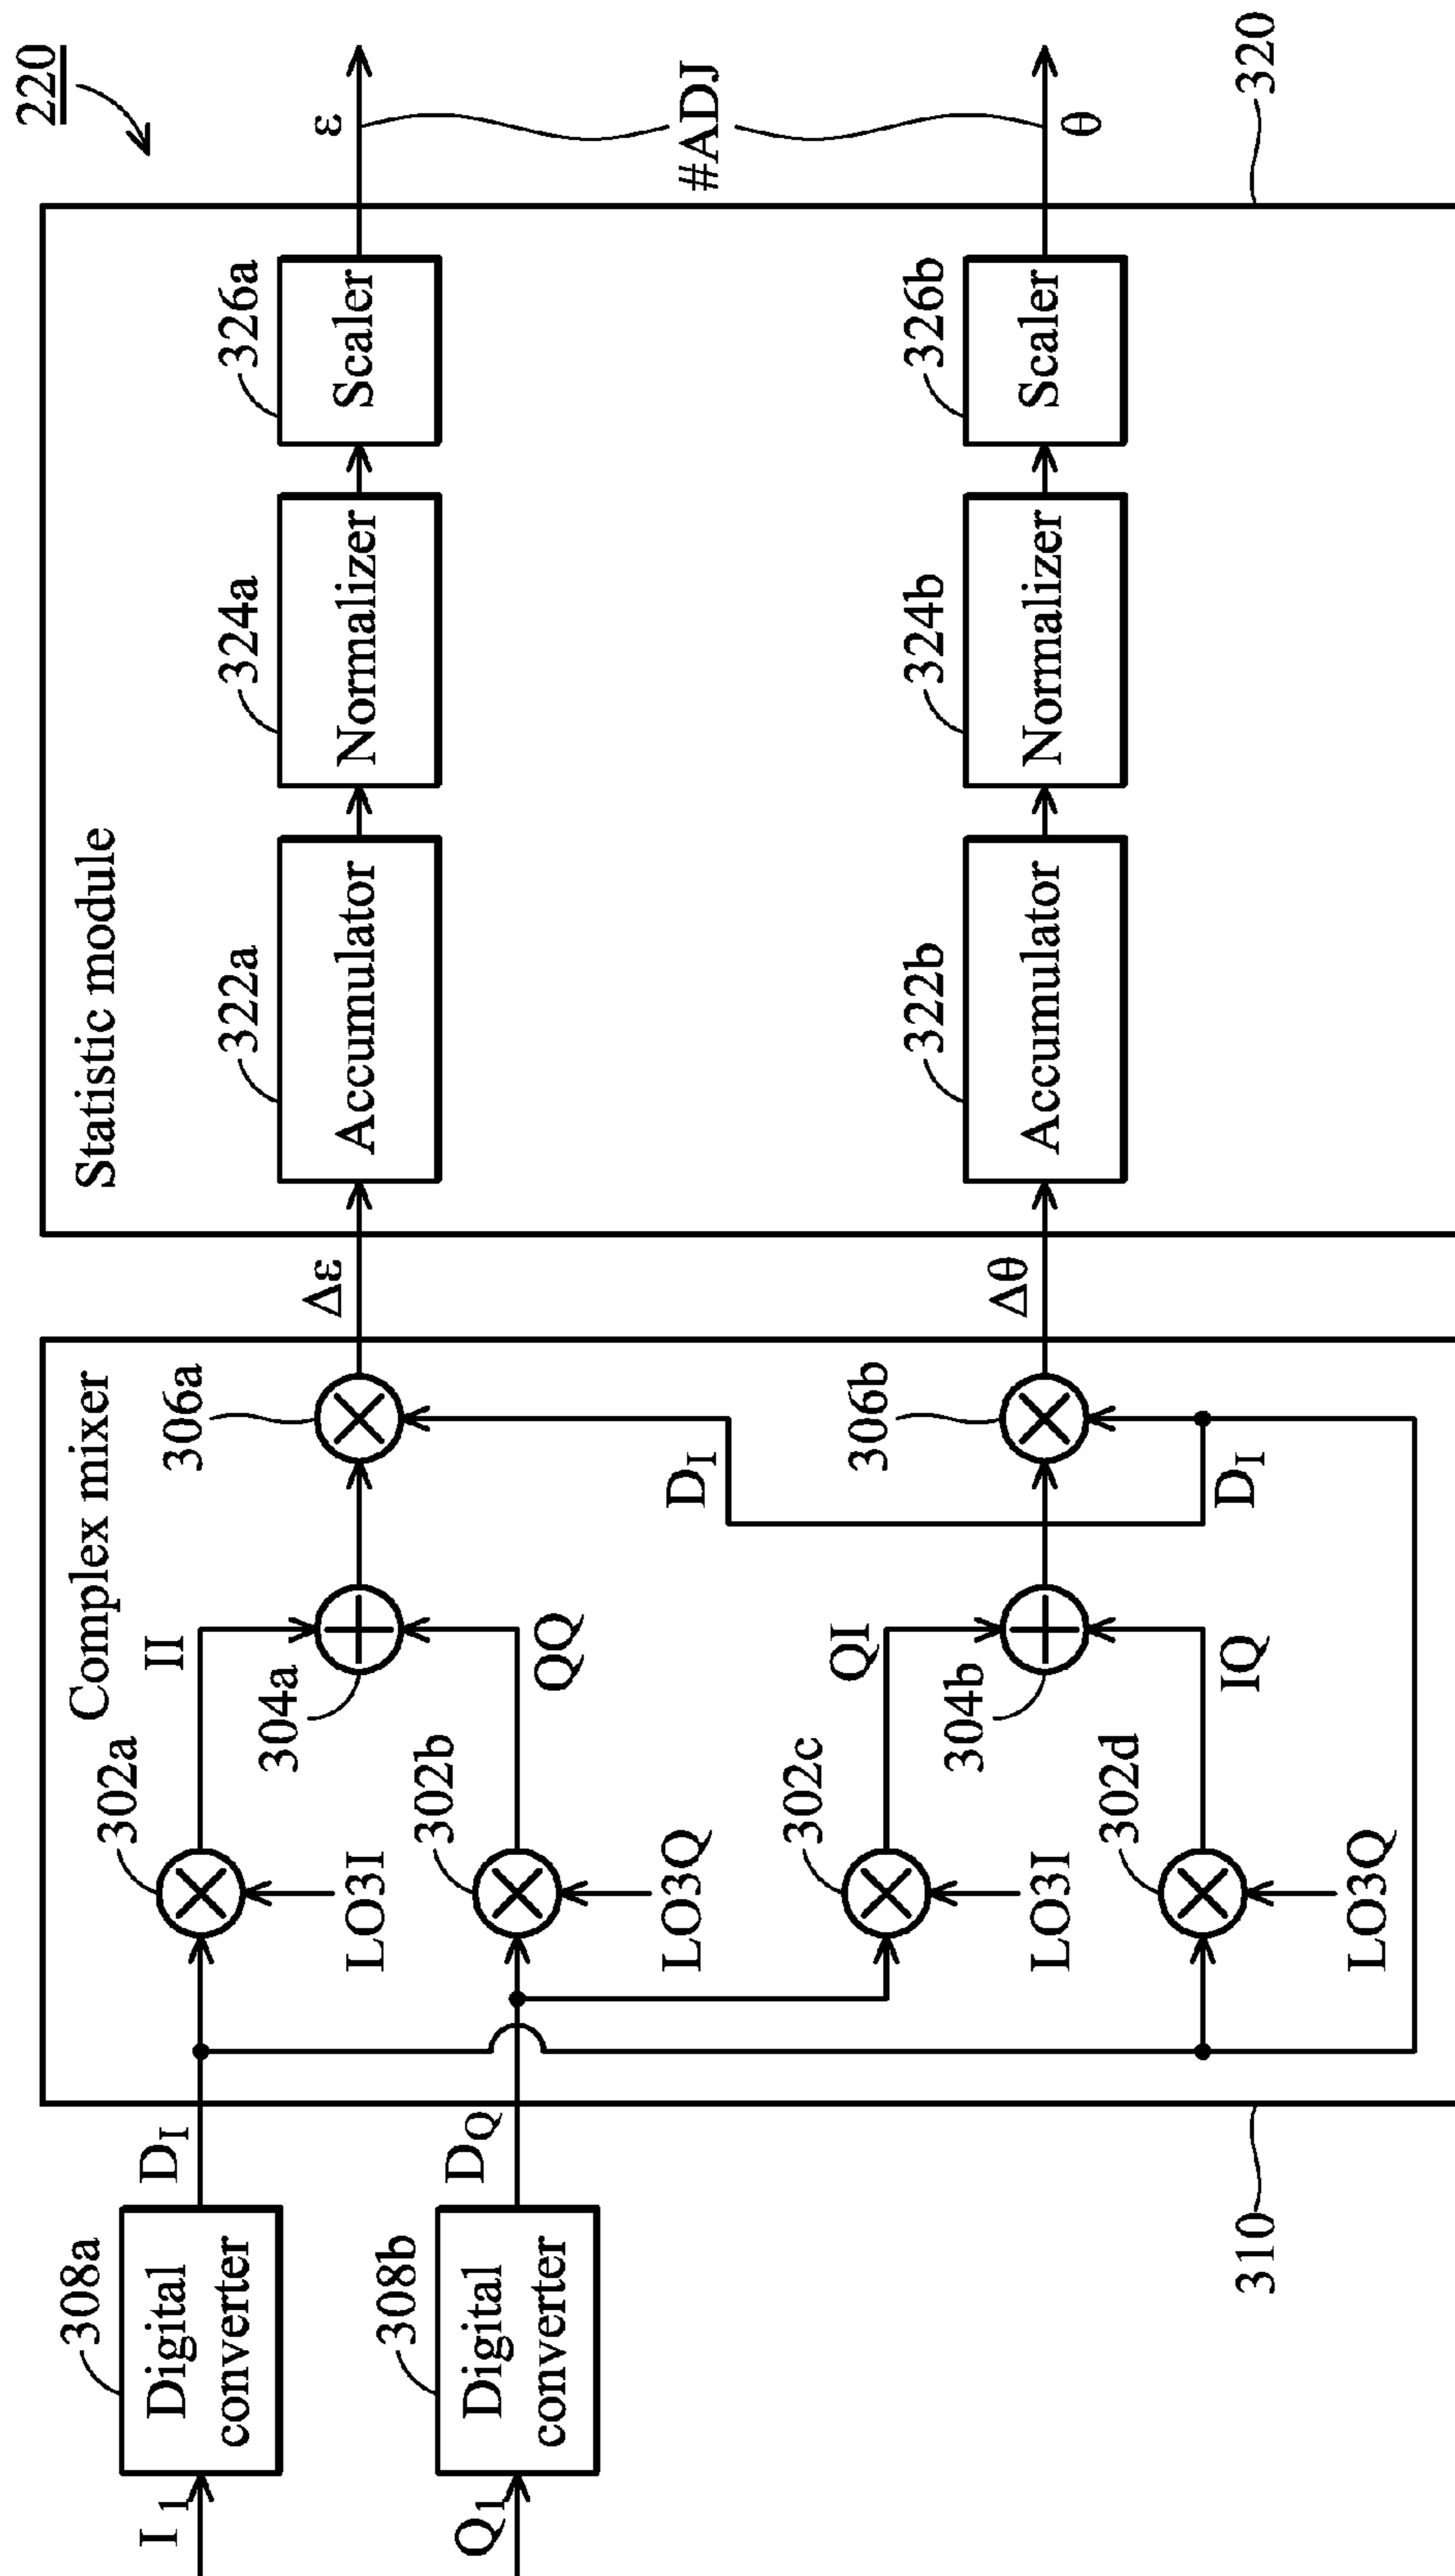 220
I1
308a
Digital
converter
DI
Q1
308b
Digital
converter
DQ
310
Complex mixer
302a
LO3I
II
302b
LO3Q
QQ
304a
306a
DI
302c
LO3I
QI
302d
LO3Q
IQ
304b
306b
DI
Δε
Δθ
Statistic module
322a
Accumulator
324a
Normalizer
326a
Scaler
322b
Accumulator
324b
Normalizer
326b
Scaler
ε
#ADJ
θ
320